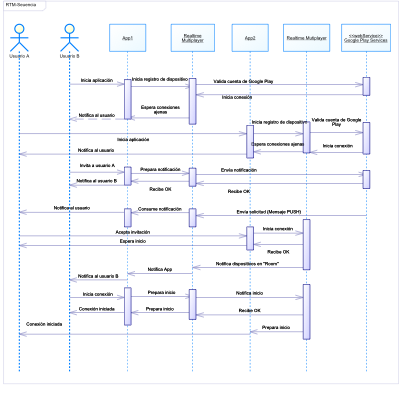 RTM-Secuencia
Usuario A
Usuario B
App1
Realtime
Multiplayer
App2
Realtime Multiplayer
<<webService>>
Google Play Services
Inicia aplicación
Inicia registro de dispositivo
Valida cuenta de Google Play
Inicia conexión
Espera conexiones
ajenas
Notifica al usuario
Inicia aplicación
Inicia registro de dispositivo
Valida cuenta de Google
Play
Espera conexiones ajenas
Inicia conexión
Notifica al usuario
Invita a usuario A
Prepara notificación
Envía notificación
Notifica al usuario B
Recibe OK
Recibe OK
Notifica al usuario
Consume notificación
Envía solicitud (Mensaje PUSH)
Acepta invitación
Inicia conexión
Espera inicio
Recibe OK
Notifica dispositivos en "Room"
Notifica App
Notifica al usuario B
Inicia conexión
Prepara inicio
Notifica inicio
Conexión iniciada
Prepara inicio
Recibe OK
Conexión iniciada
Prepara inicio